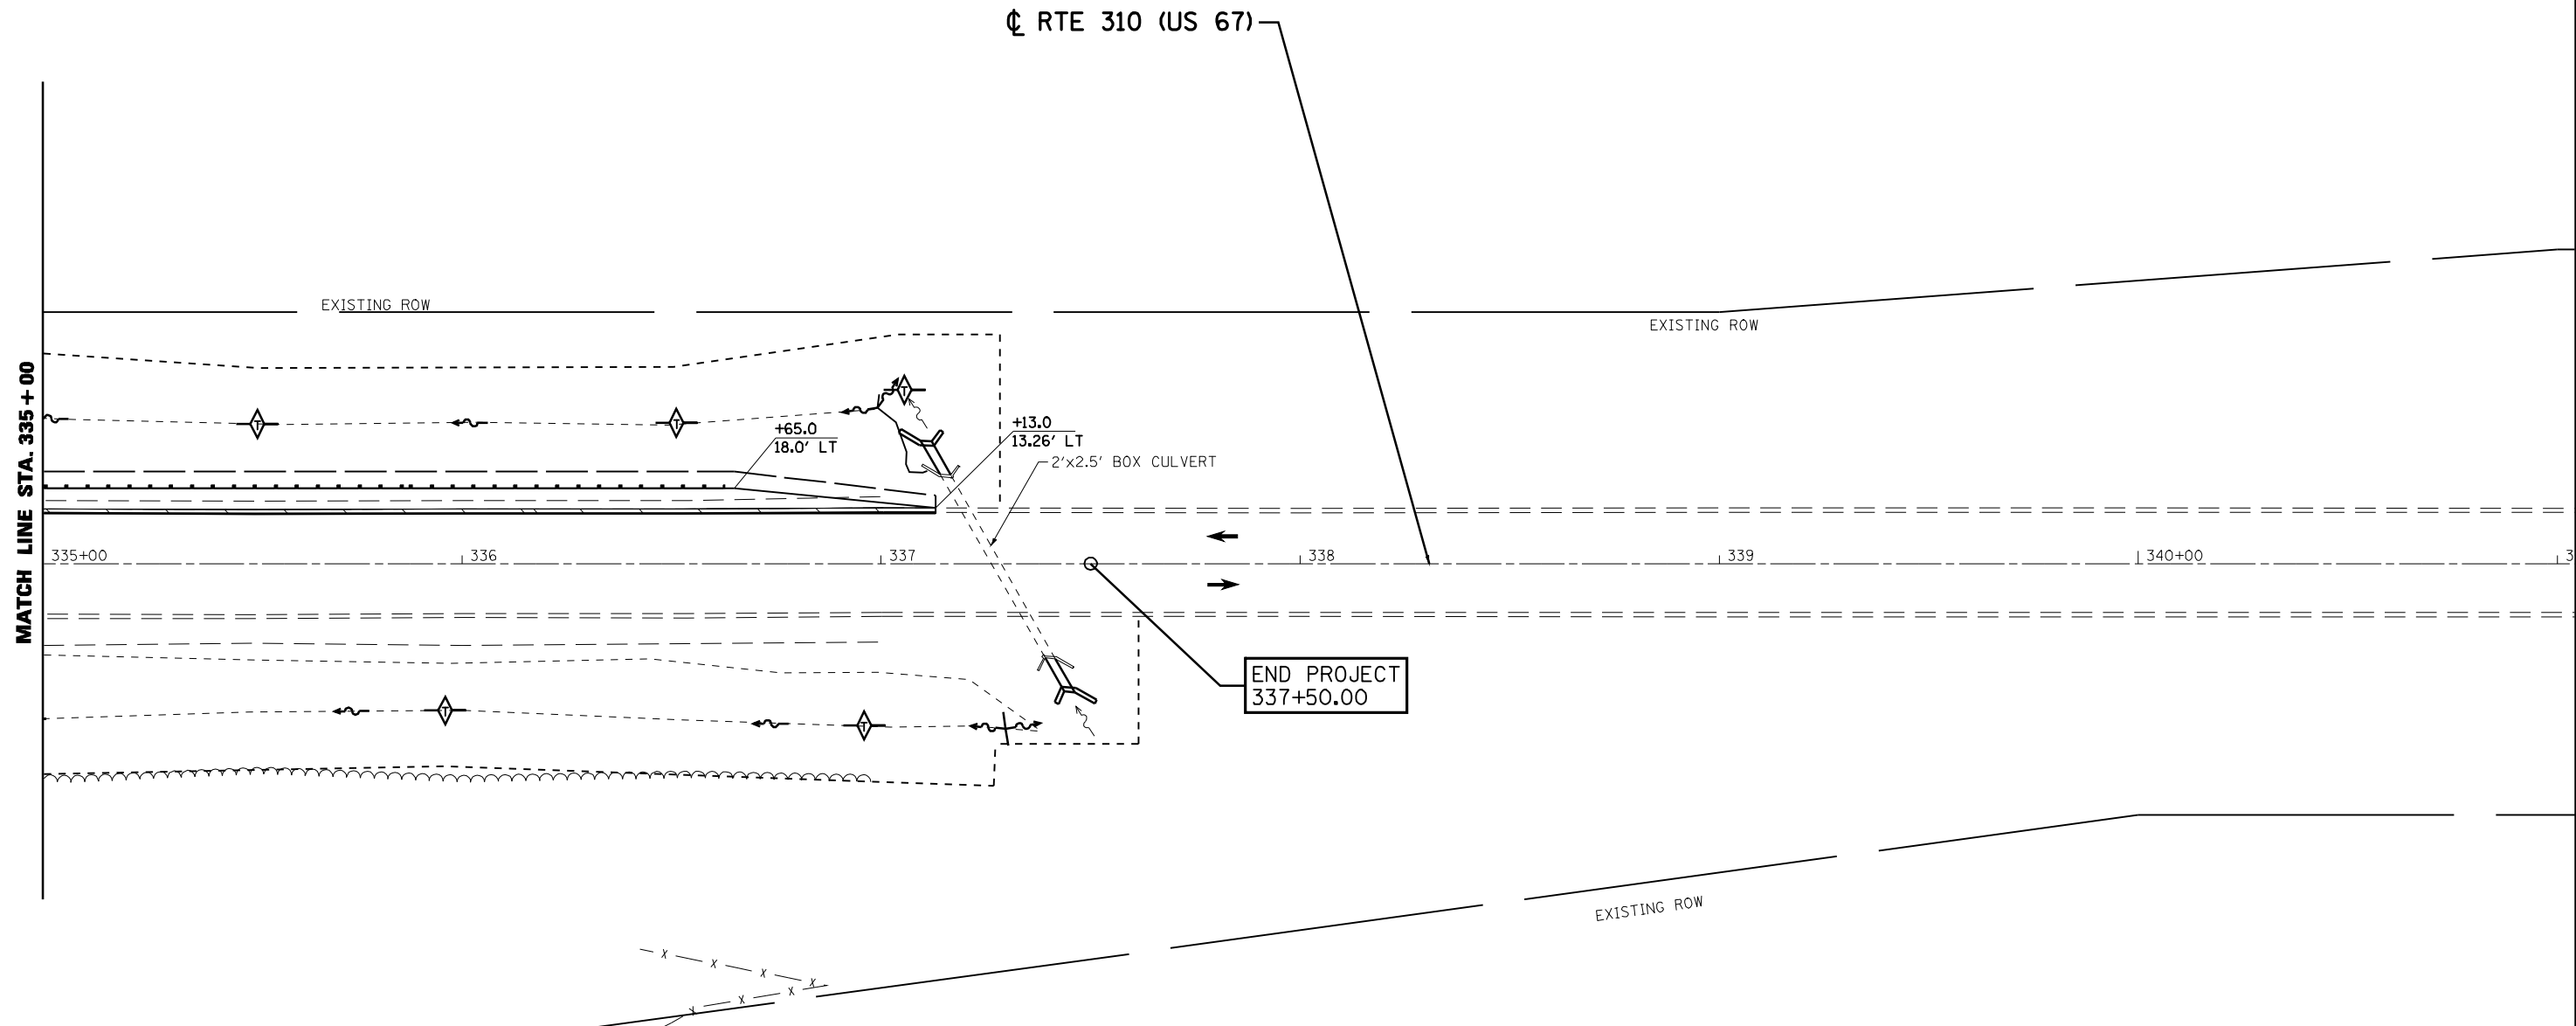 ℄ RTE 310 (US 67)
EXISTING ROW
EXISTING ROW
MATCH LINE STA. 335+00
T
T
T
+65.0
18.0' LT
+13.0
13.26' LT
2'x2.5' BOX CULVERT
335+00
336
337
338
339
340+00
3
END PROJECT
337+50.00
T
T
EXISTING ROW
X X X X
X X X